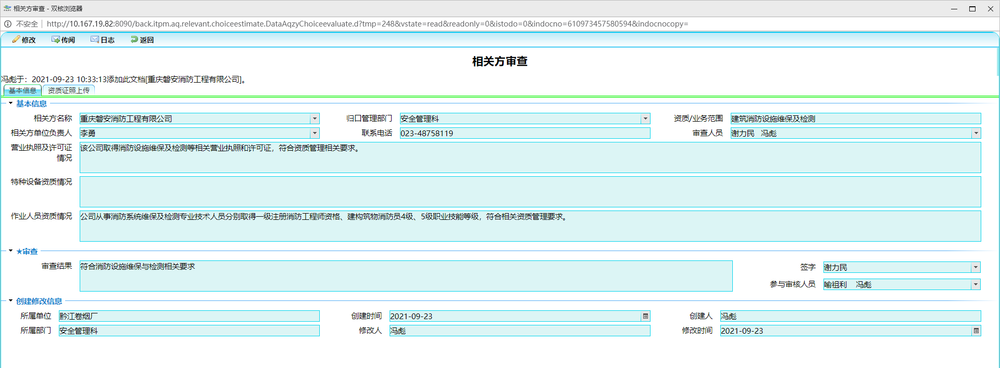 相关方审查 - 双核浏览器
不安全 http://10.167.19.82:8090/back.itpm.aq.relevant.choiceestimate.DataAqzyChoiceevaluate.d?tmp=248&vstate=read&readonly=0&istodo=0&indocno=610973457580594&indocnocopy=
修改 传阅 日志 返回
相关方审查
冯彪于：2021-09-23 10:33:13添加此文档[重庆磐安消防工程有限公司]。
基本信息 资质证照上传
基本信息
相关方名称 重庆磐安消防工程有限公司 归口管理部门 安全管理科 资质/业务范围 建筑消防设施维保及检测
相关方单位负责人 李勇 联系电话 023-48758119 审查人员 谢力民 冯彪
营业执照及许可证 该公司取得消防设施维保及检测等相关营业执照和许可证，符合资质管理相关要求。
情况
特种设备资质情况
作业人员资质情况 公司从事消防系统维保及检测专业技术人员分别取得一级注册消防工程师资格、建构筑物消防员4级、5级职业技能等级，符合相关资质管理要求。
★审查
审查结果 符合消防设施维保与检测相关要求 签字 谢力民
参与审核人员 喻祖利 冯彪
创建修改信息
所属单位 黔江卷烟厂 创建时间 2021-09-23 创建人 冯彪
所属部门 安全管理科 修改人 冯彪 修改时间 2021-09-23